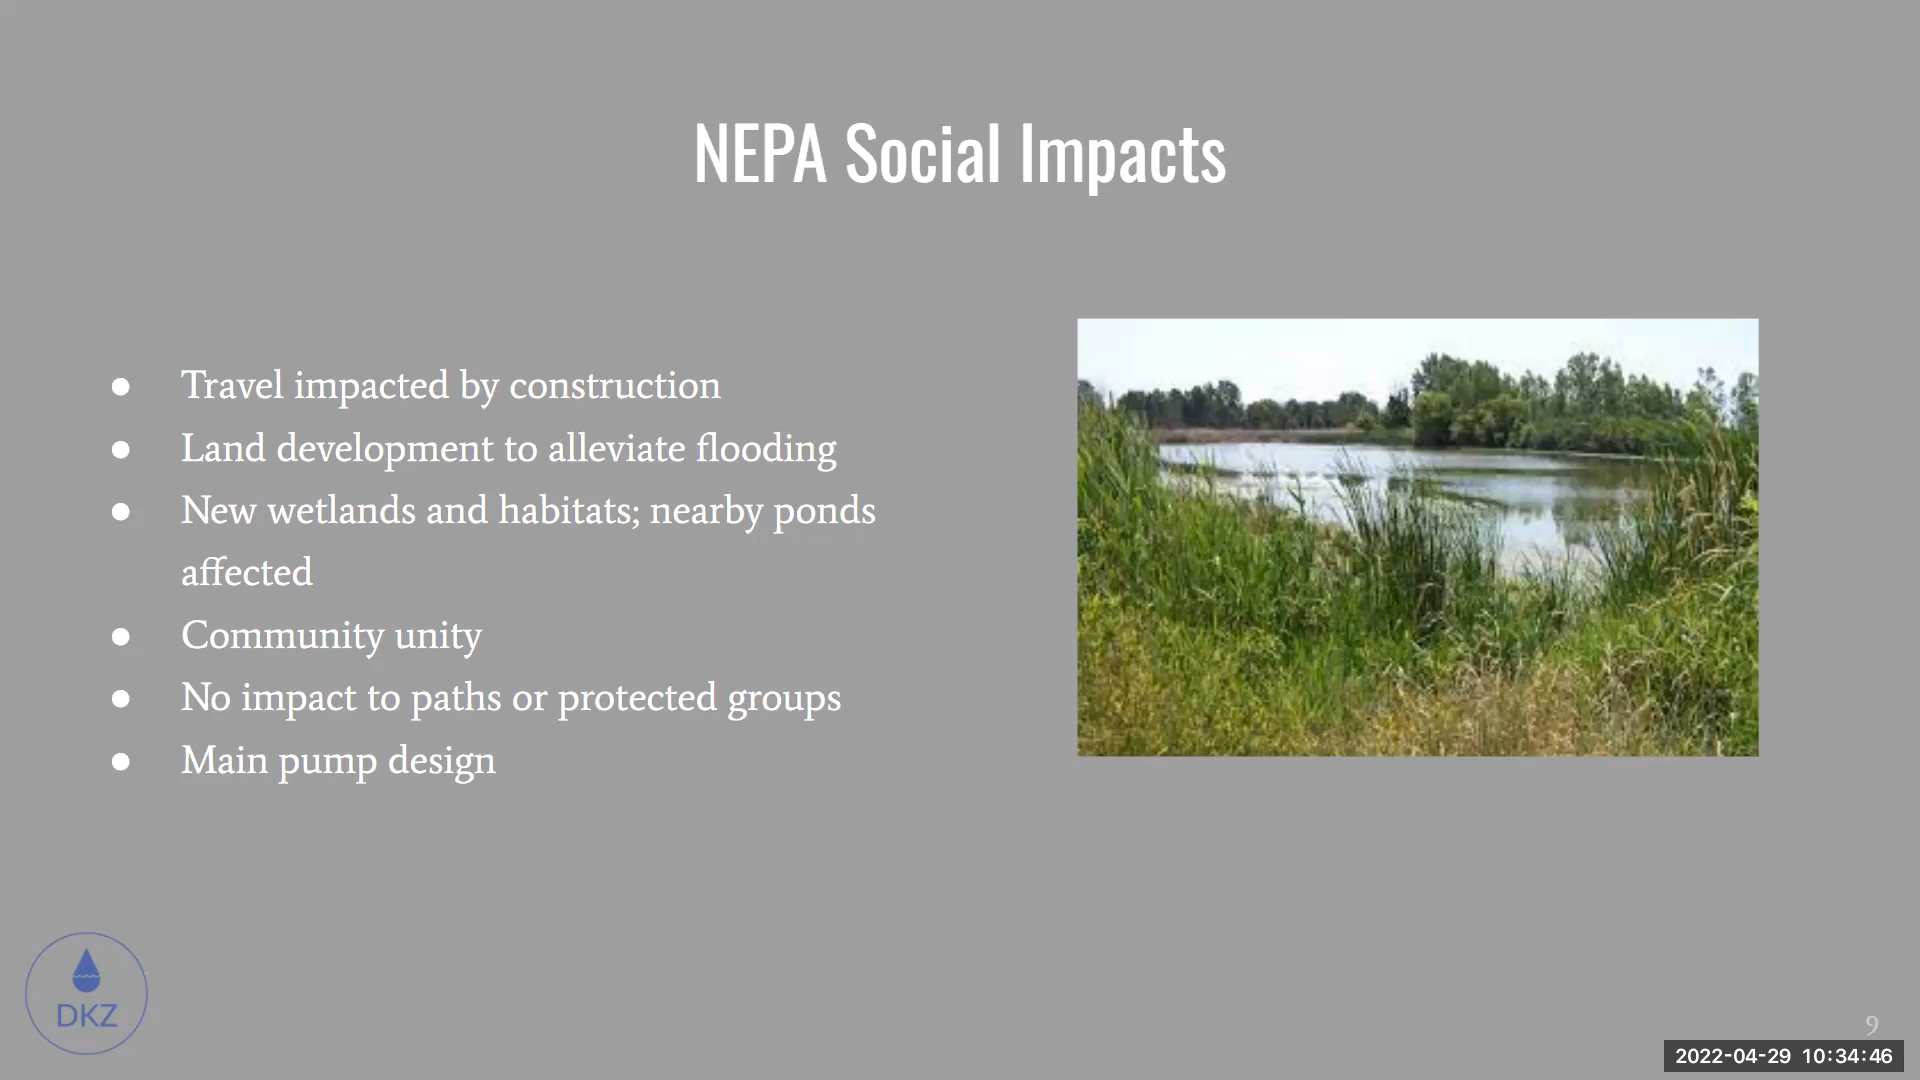 NEPA Social Impacts
● Travel impacted by construction
● Land development to alleviate flooding
● New wetlands and habitats; nearby ponds
affected
● Community unity
● No impact to paths or protected groups
● Main pump design
DKZ
9
2022-04-29 10:34:46